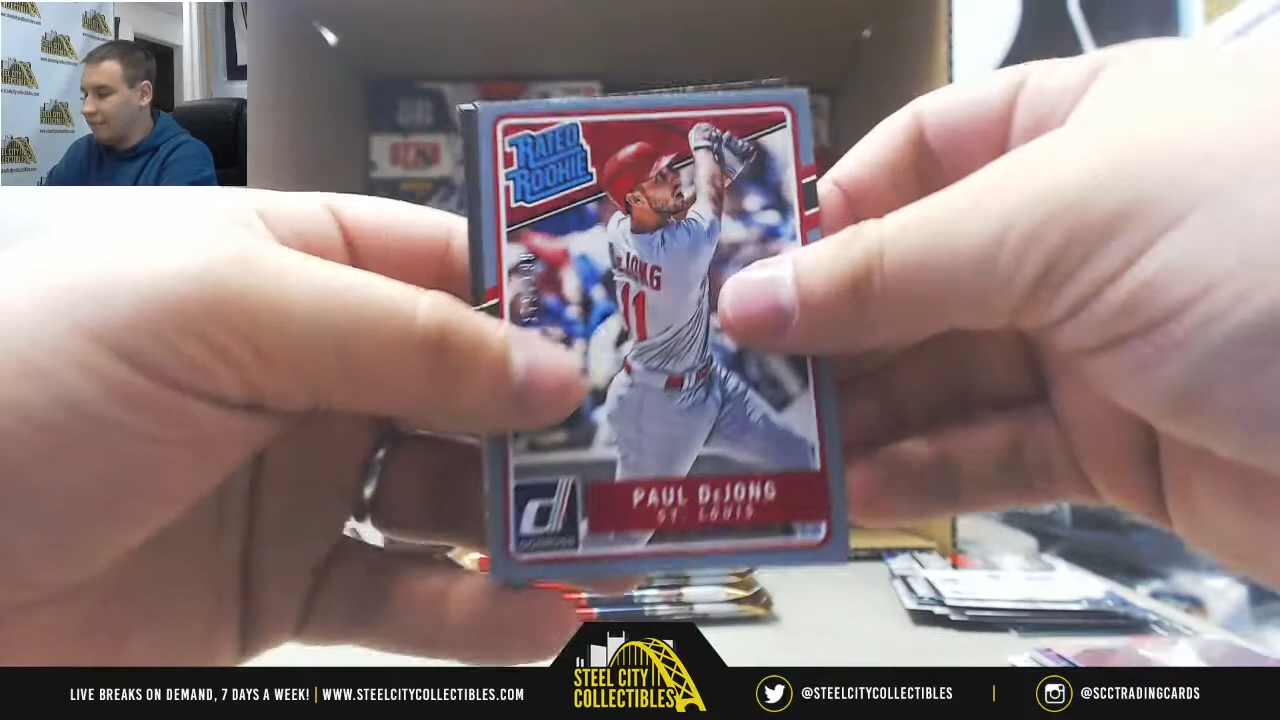 RATED
ROOKIE
DeJONG
11
PAUL DeJONG
ST. LOUIS
d
DONRUSS
STEEL CITY
COLLECTIBLES
LIVE BREAKS ON DEMAND, 7 DAYS A WEEK! | WWW.STEELCITYCOLLECTIBLES.COM
@STEELCITYCOLLECTIBLES | @SCCTRADINGCARDS